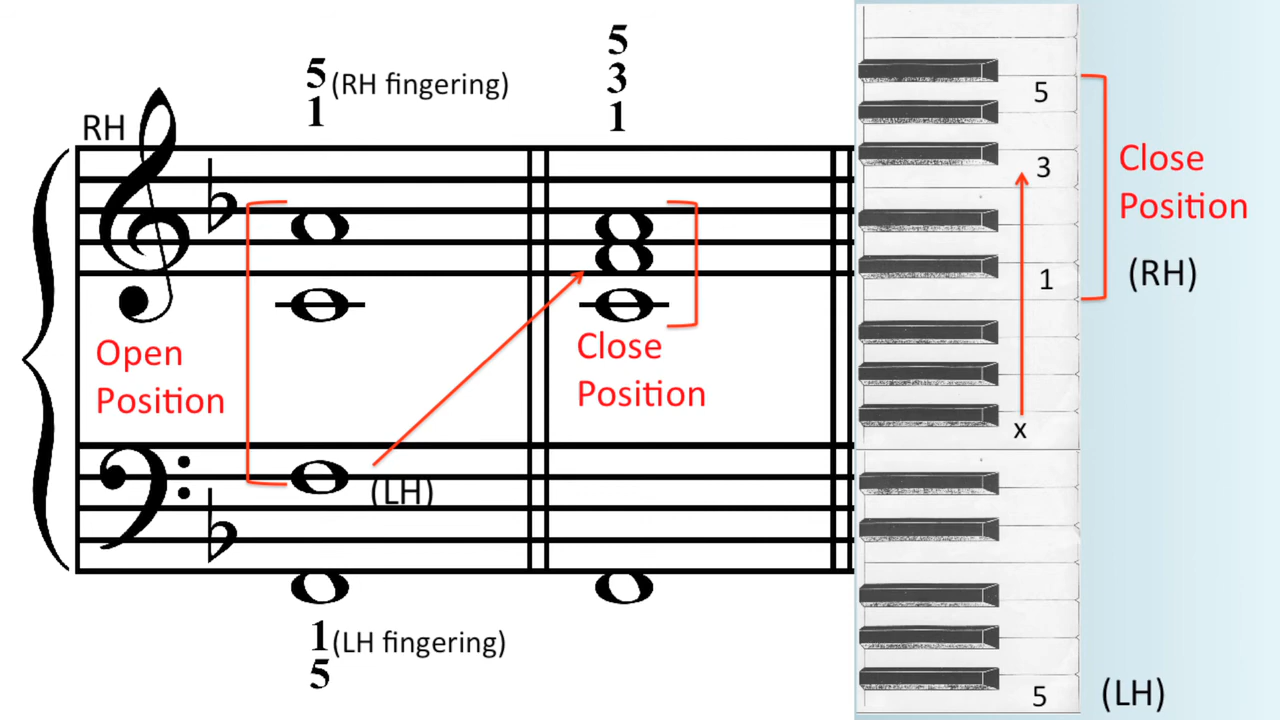 5 (RH fingering)
1
5
3
1
RH
Open
Position
(LH)
Close
Position
1 (LH fingering)
5
5
3
1
x
5
Close
Position
(RH)
(LH)